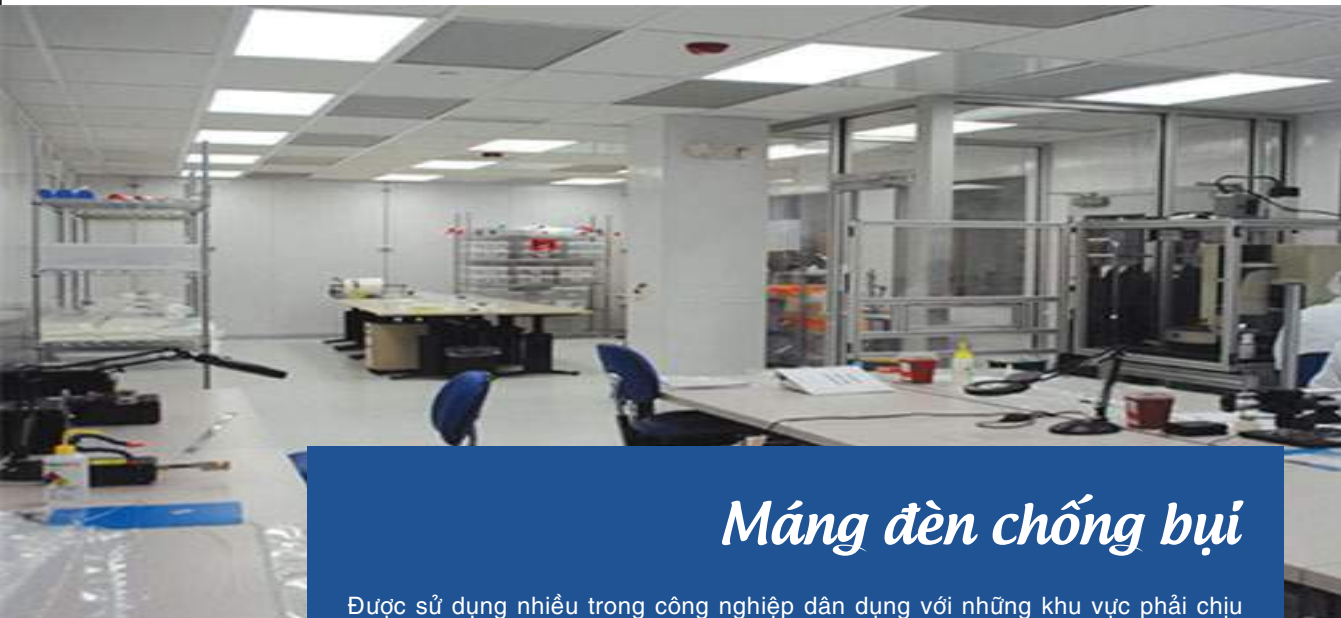 Máng đèn chống bụi
Được sử dụng nhiều trong công nghiệp dân dụng với những khu vực phải chịu